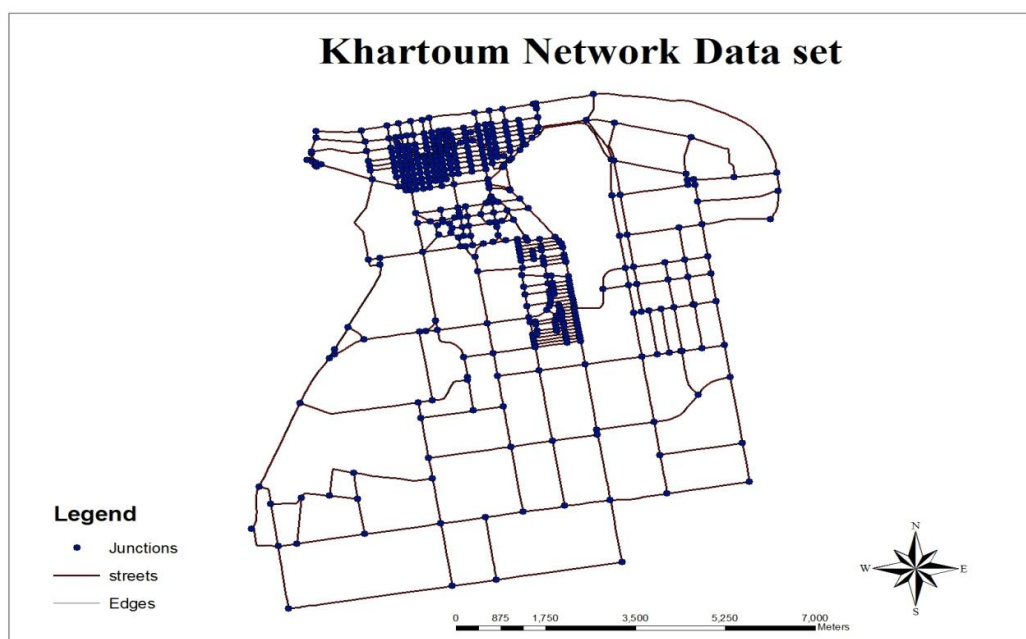 Khartoum Network Data set
Legend
Junctions
streets
Edges
N
W E
S
0 875 1,750 3,500 5,250 7,000
Meters